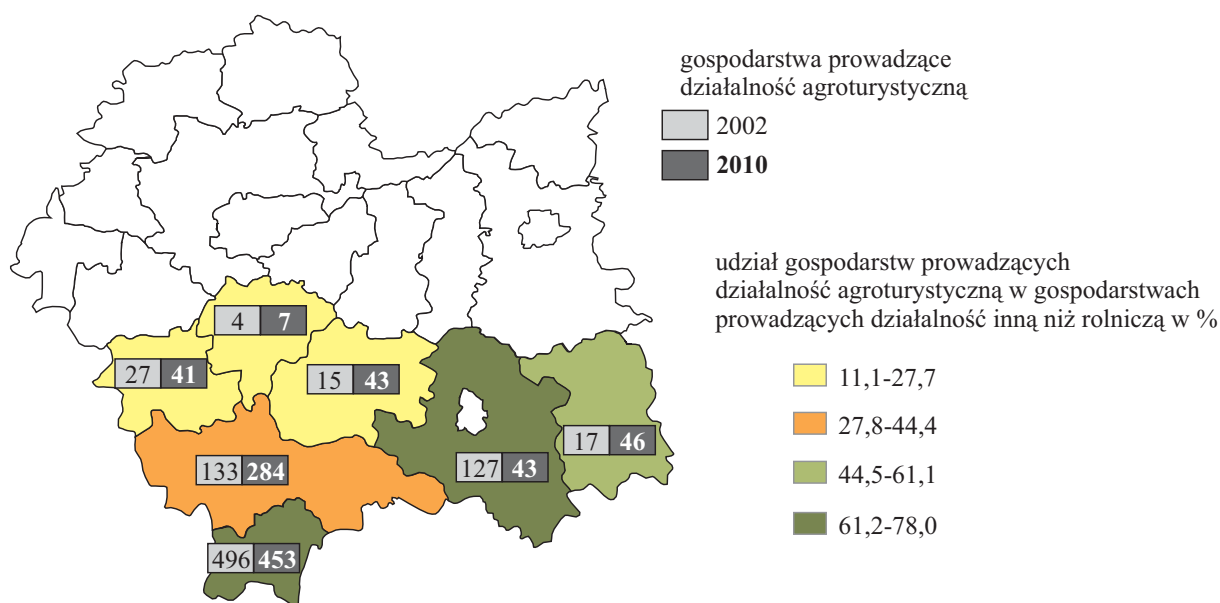 gospodarstwa prowadzące
działalność agroturystyczną
2002
2010
udział gospodarstw prowadzących
działalność agroturystyczną w gospodarstwach
prowadzących działalność inną niż rolniczą w %
11,1-27,7
27,8-44,4
44,5-61,1
61,2-78,0
4 7
27 41
15 43
17 46
133 284
127 43
496 453